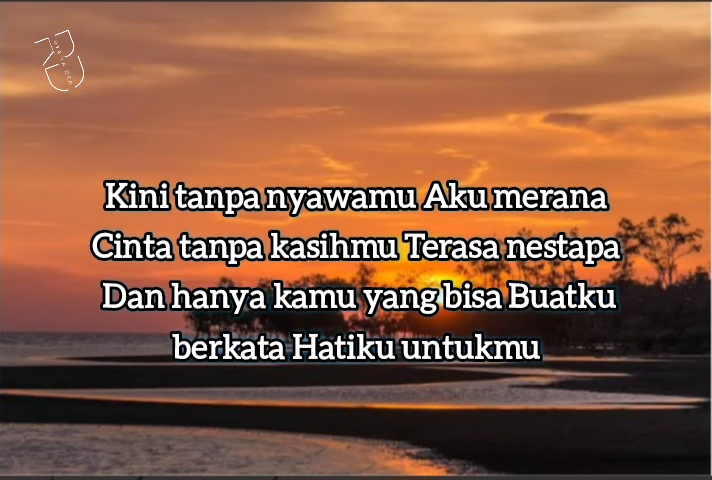 Kini tanpa nyawamu Aku merana
Cinta tanpa kasihmu Terasa nestapa
Dan hanya kamu yang bisa Buatku
berkata Hatiku untukmu